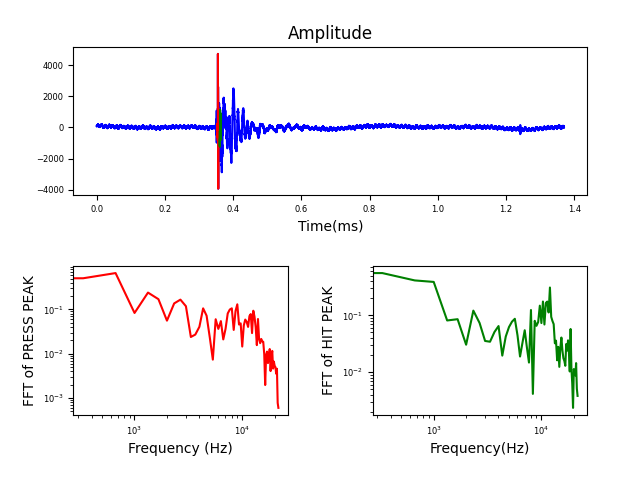 Amplitude
4000
2000
0
−2000
−4000
0.0 0.2 0.4 0.6 0.8 1.0 1.2 1.4
Time(ms)
FFT of PRESS PEAK
10⁻¹
10⁻²
10⁻³
10³ 10⁴
Frequency (Hz)
FFT of HIT PEAK
10⁻¹
10⁻²
10³ 10⁴
Frequency(Hz)